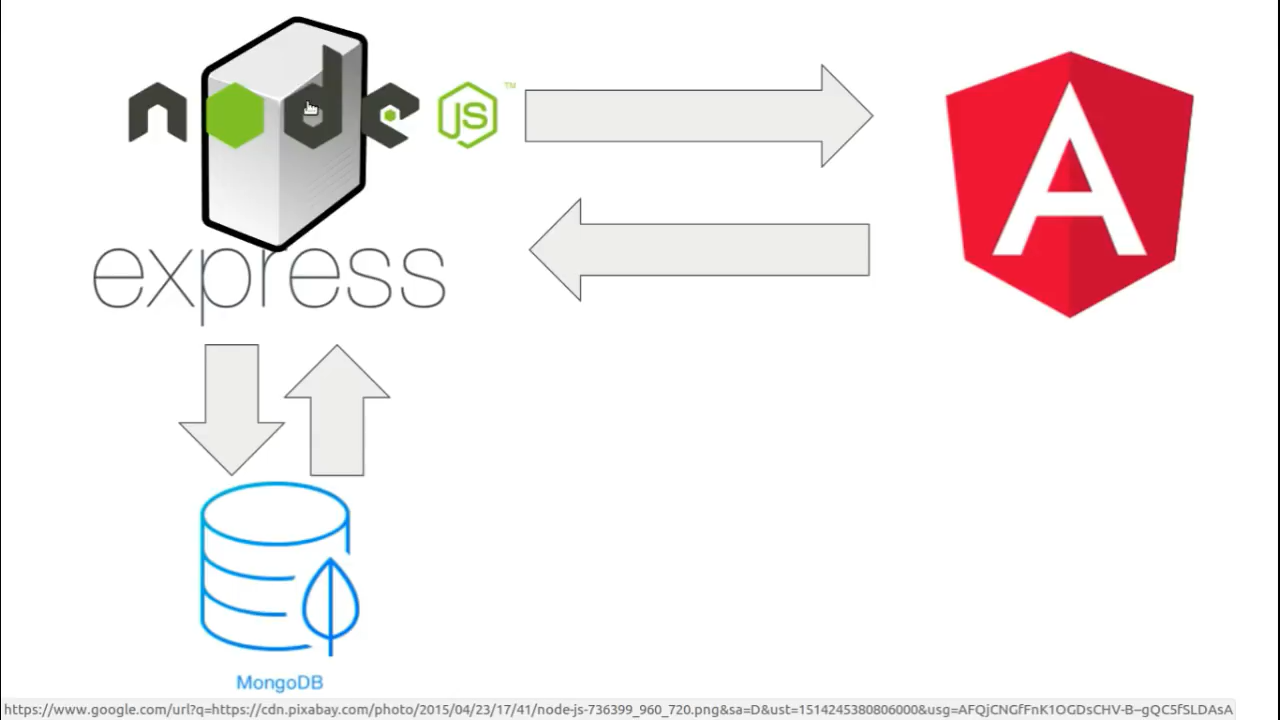 node JS™
A
express
MongoDB
https://www.google.com/url?q=https://cdn.pixabay.com/photo/2015/04/23/17/41/node-js-736399_960_720.png&sa=D&ust=1514245380806000&usg=AFQjCNGfFnK1OGDsCHV-B--gQC5fSLDAsA